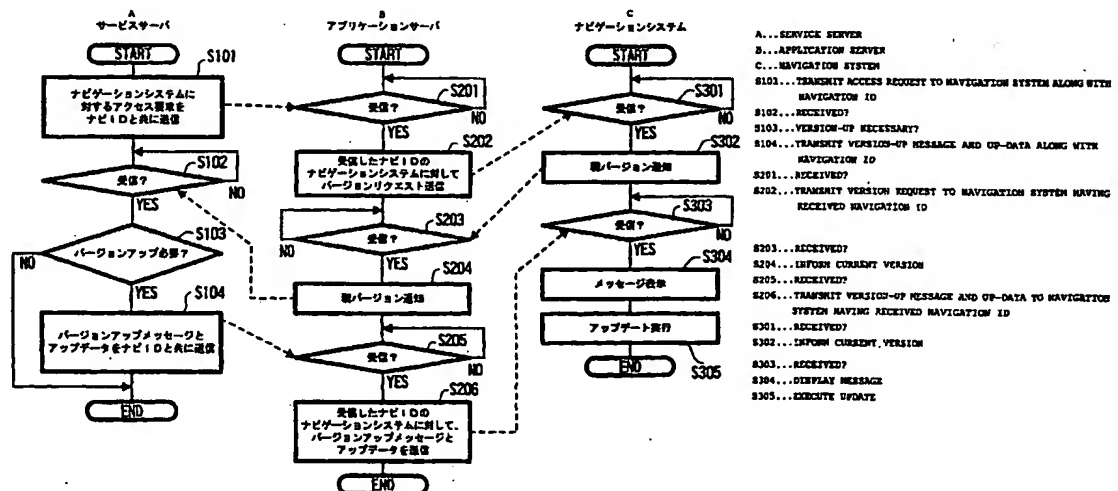 A
サービスサーバ
START
S101
ナビゲーションシステムに
対するアクセス要求を
ナビIDと共に送信
S102
受信?
NO
YES
S103
バージョンアップ必要?
NO
YES
S104
バージョンアップメッセージと
アップデータをナビIDと共に送信
END
B
アプリケーションサーバ
START
S201
受信?
NO
YES
S202
受信したナビIDの
ナビゲーションシステムに対して
バージョンリクエスト送信
S203
受信?
NO
YES
S204
現バージョン通知
S205
受信?
NO
YES
S206
受信したナビIDの
ナビゲーションシステムに対して、
バージョンアップメッセージと
アップデータを送信
END
C
ナビゲーションシステム
START
S301
受信?
NO
YES
S302
現バージョン通知
S303
受信?
NO
YES
S304
メッセージ表示
アップデート実行
S305
END
A...SERVICE SERVER
B...APPLICATION SERVER
C...NAVIGATION SYSTEM
S101...TRANSMIT ACCESS REQUEST TO NAVIGATION SYSTEM ALONG WITH
NAVIGATION ID
S102...RECEIVED?
S103...VERSION-UP NECESSARY?
S104...TRANSMIT VERSION-UP MESSAGE AND UP-DATA ALONG WITH
NAVIGATION ID
S201...RECEIVED?
S202...TRANSMIT VERSION REQUEST TO NAVIGATION SYSTEM HAVING
RECEIVED NAVIGATION ID
S203...RECEIVED?
S204...INFORM CURRENT VERSION
S205...RECEIVED?
S206...TRANSMIT VERSION-UP MESSAGE AND UP-DATA TO NAVIGATION
SYSTEM HAVING RECEIVED NAVIGATION ID
S301...RECEIVED?
S302...INFORM CURRENT VERSION
S303...RECEIVED?
S304...DISPLAY MESSAGE
S305...EXECUTE UPDATE